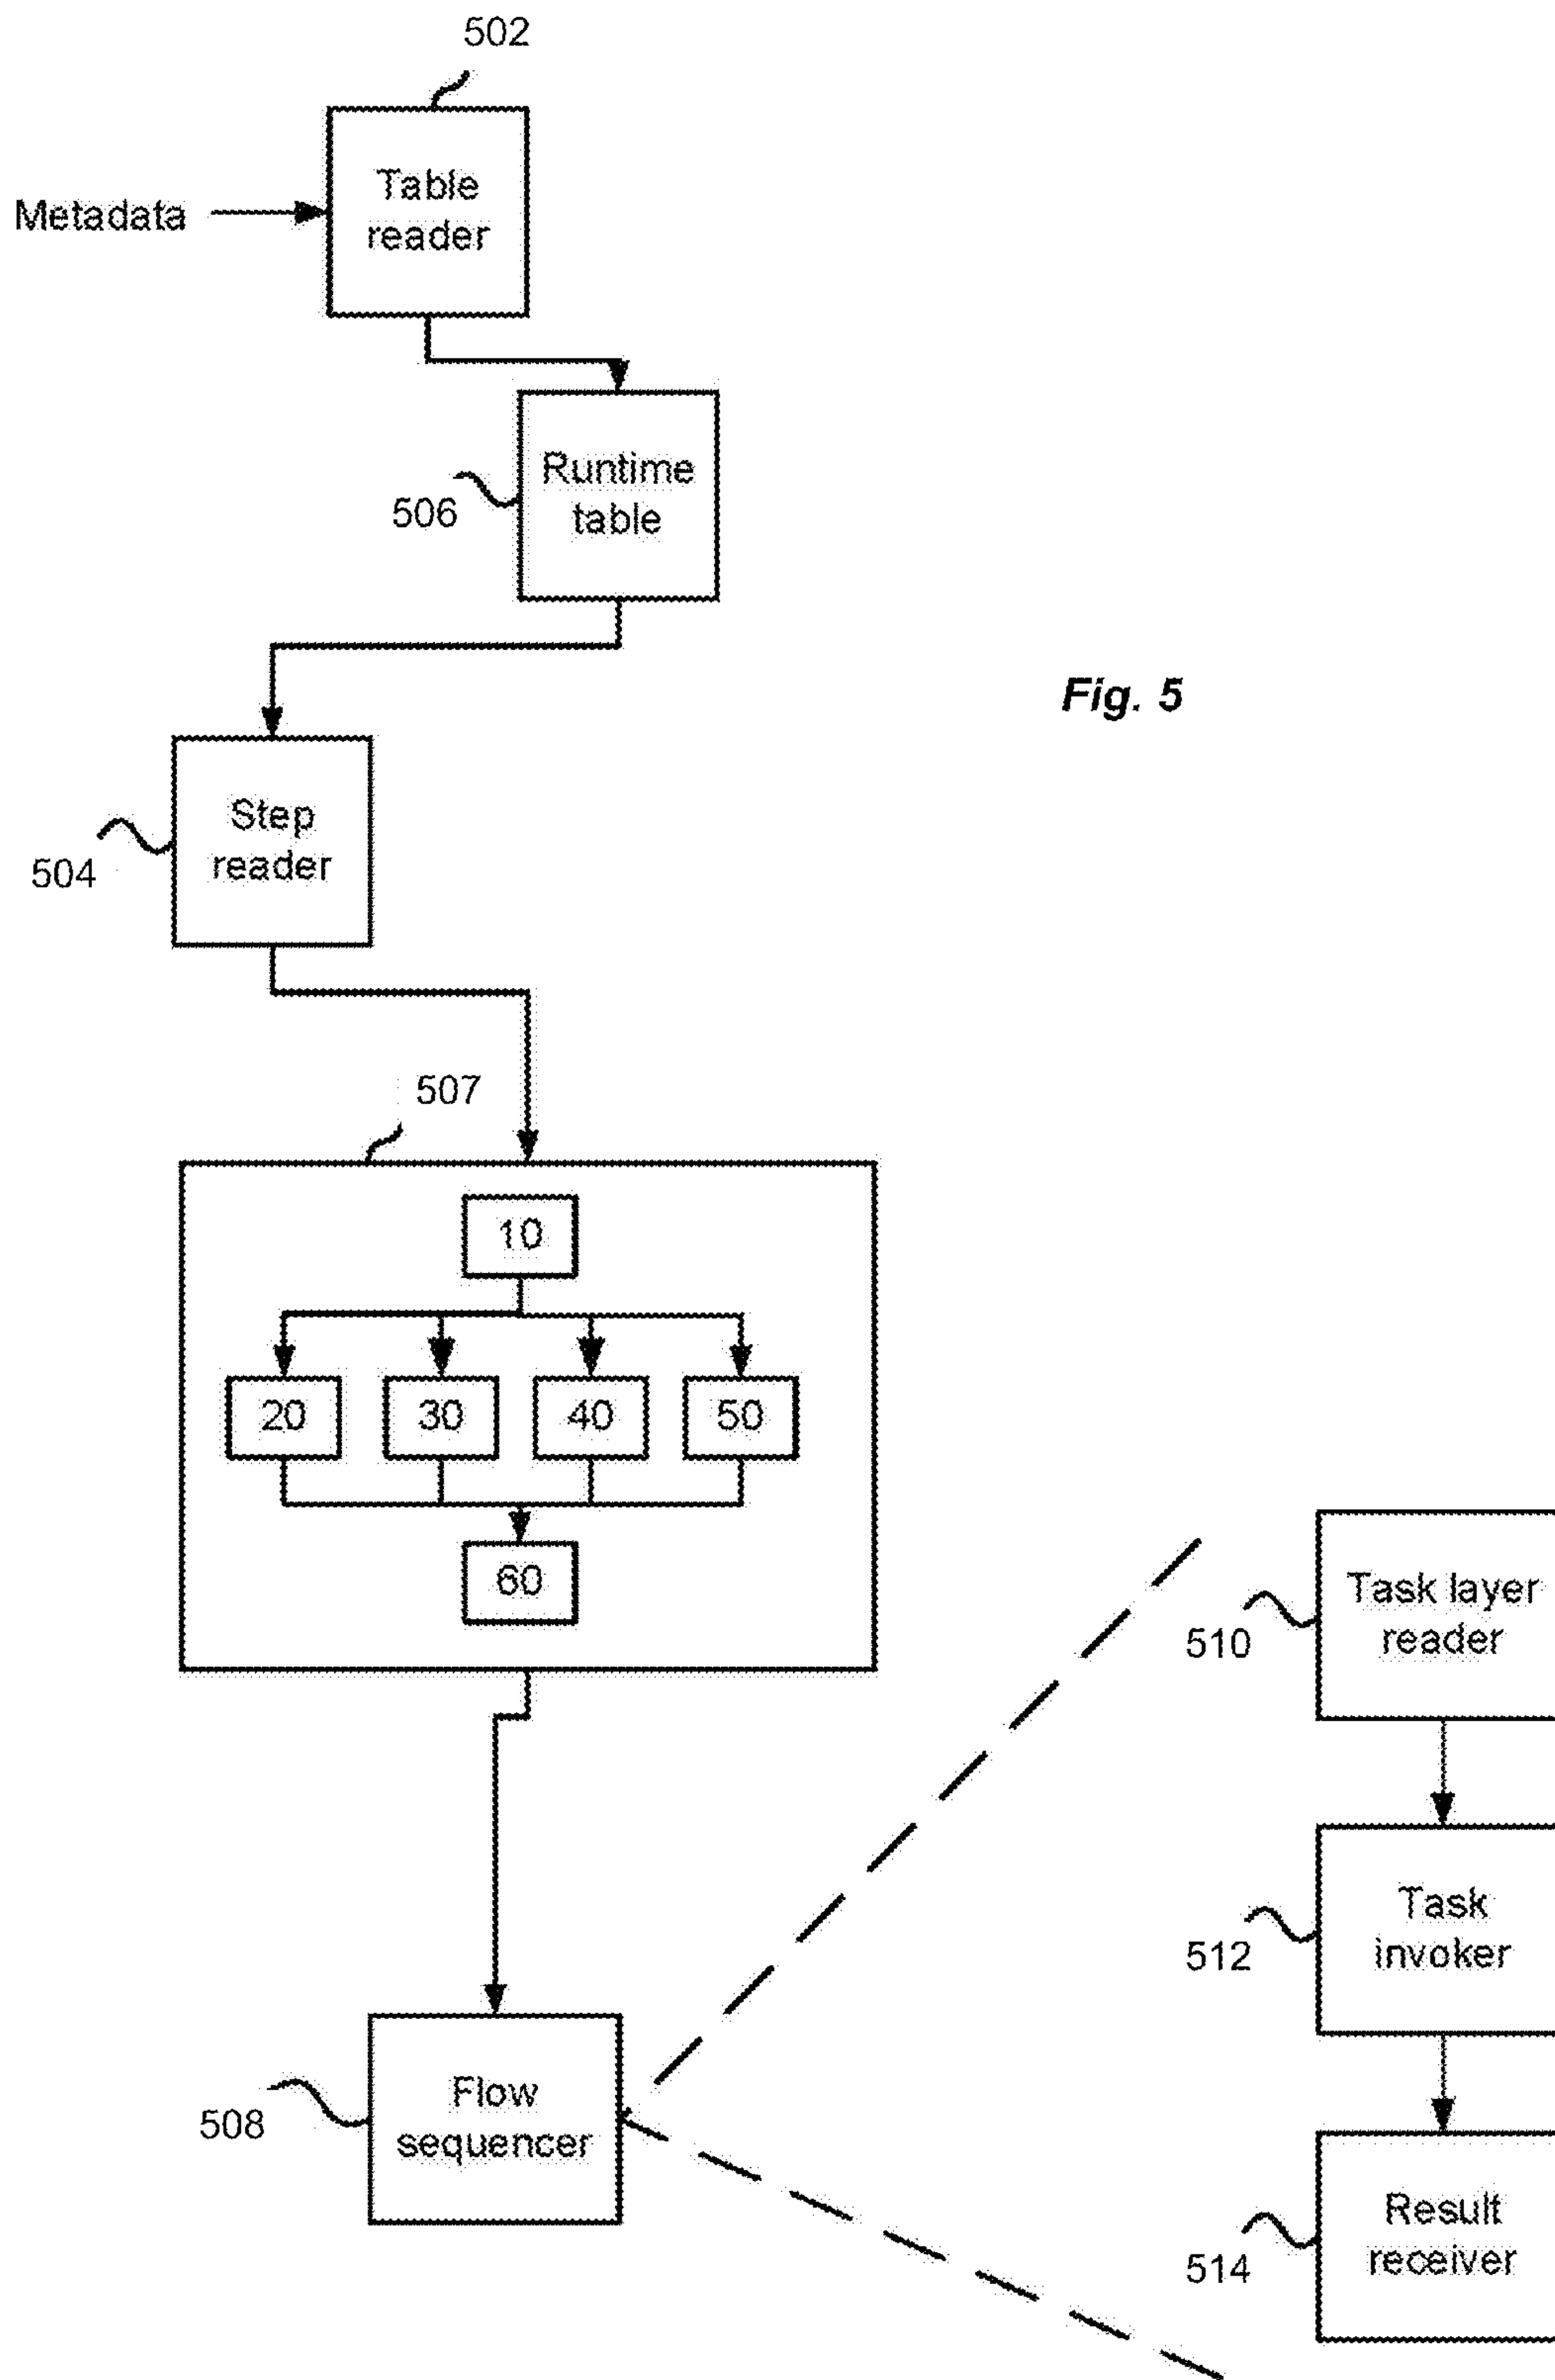 502
Table
reader
Metadata
Runtime
table
506
Fig. 5
Step
reader
504
507
10
20 30 40 50
60
Task layer
reader
510
Task
invoker
512
Flow
sequencer
508
Result
receiver
514